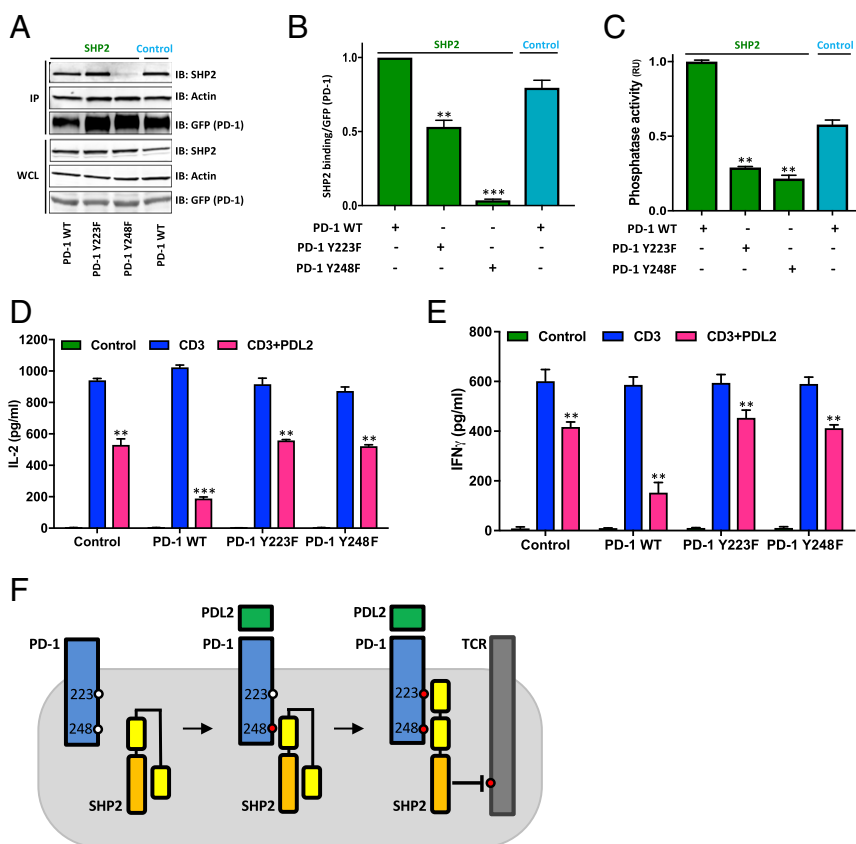 A
SHP2 Control
IB: SHP2
IP IB: Actin
IB: GFP (PD-1)
IB: SHP2
WCL IB: Actin
IB: GFP (PD-1)
PD-1 WT
PD-1 Y223F
PD-1 Y248F
PD-1 WT
B
SHP2 Control
SHP2 binding/GFP (PD-1)
1.0
0.5
0.0
**
***
PD-1 WT + - - +
PD-1 Y223F - + - -
PD-1 Y248F - - + -
C
SHP2 Control
Phosphatase activity (RU)
1.0
0.5
0.0
** **
PD-1 WT + - - +
PD-1 Y223F - + - -
PD-1 Y248F - - + -
D
Control CD3 CD3+PDL2
IL-2 (pg/ml)
1200
1000
800
600
400
200
0
** *** ** **
Control PD-1 WT PD-1 Y223F PD-1 Y248F
E
Control CD3 CD3+PDL2
IFNγ (pg/ml)
800
600
400
200
0
** ** ** **
Control PD-1 WT PD-1 Y223F PD-1 Y248F
F
PDL2 PDL2
PD-1 PD-1 PD-1 TCR
223 223 223
248 248 248
SHP2 SHP2 SHP2